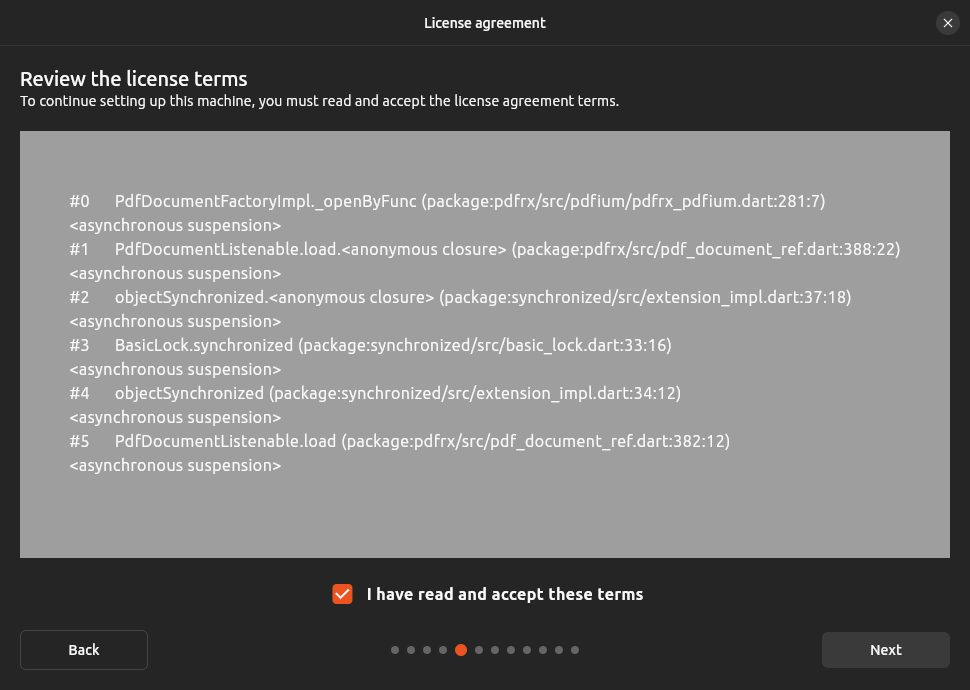 License agreement
Review the license terms
To continue setting up this machine, you must read and accept the license agreement terms.
#0 PdfDocumentFactoryImpl._openByFunc (package:pdfrx/src/pdfium/pdfrx_pdfium.dart:281:7)
<asynchronous suspension>
#1 PdfDocumentListenable.load.<anonymous closure> (package:pdfrx/src/pdf_document_ref.dart:388:22)
<asynchronous suspension>
#2 objectSynchronized.<anonymous closure> (package:synchronized/src/extension_impl.dart:37:18)
<asynchronous suspension>
#3 BasicLock.synchronized (package:synchronized/src/basic_lock.dart:33:16)
<asynchronous suspension>
#4 objectSynchronized (package:synchronized/src/extension_impl.dart:34:12)
<asynchronous suspension>
#5 PdfDocumentListenable.load (package:pdfrx/src/pdf_document_ref.dart:382:12)
<asynchronous suspension>
I have read and accept these terms
Back
Next